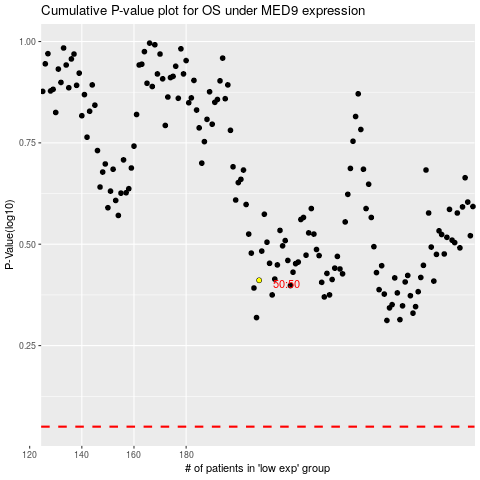 Cumulative P-value plot for OS under MED9 expression
P-Value(log10)
1.00
0.75
0.50
0.25
50:50
120 140 160 180
# of patients in 'low exp' group